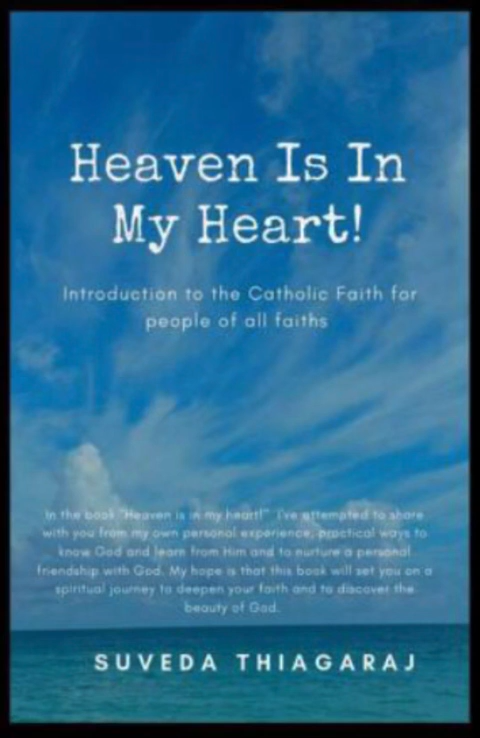 Heaven Is In
My Heart!
Introduction to the Catholic Faith for
people of all faiths
In the book "Heaven is in my heart!" I've attempted to share
with you from my own personal experience, practical ways to
know God and learn from Him and to nurture a personal
friendship with God. My hope is that this book will set you on a
spiritual journey to deepen your faith and to discover the
beauty of God.
SUVEDA THIAGARAJ